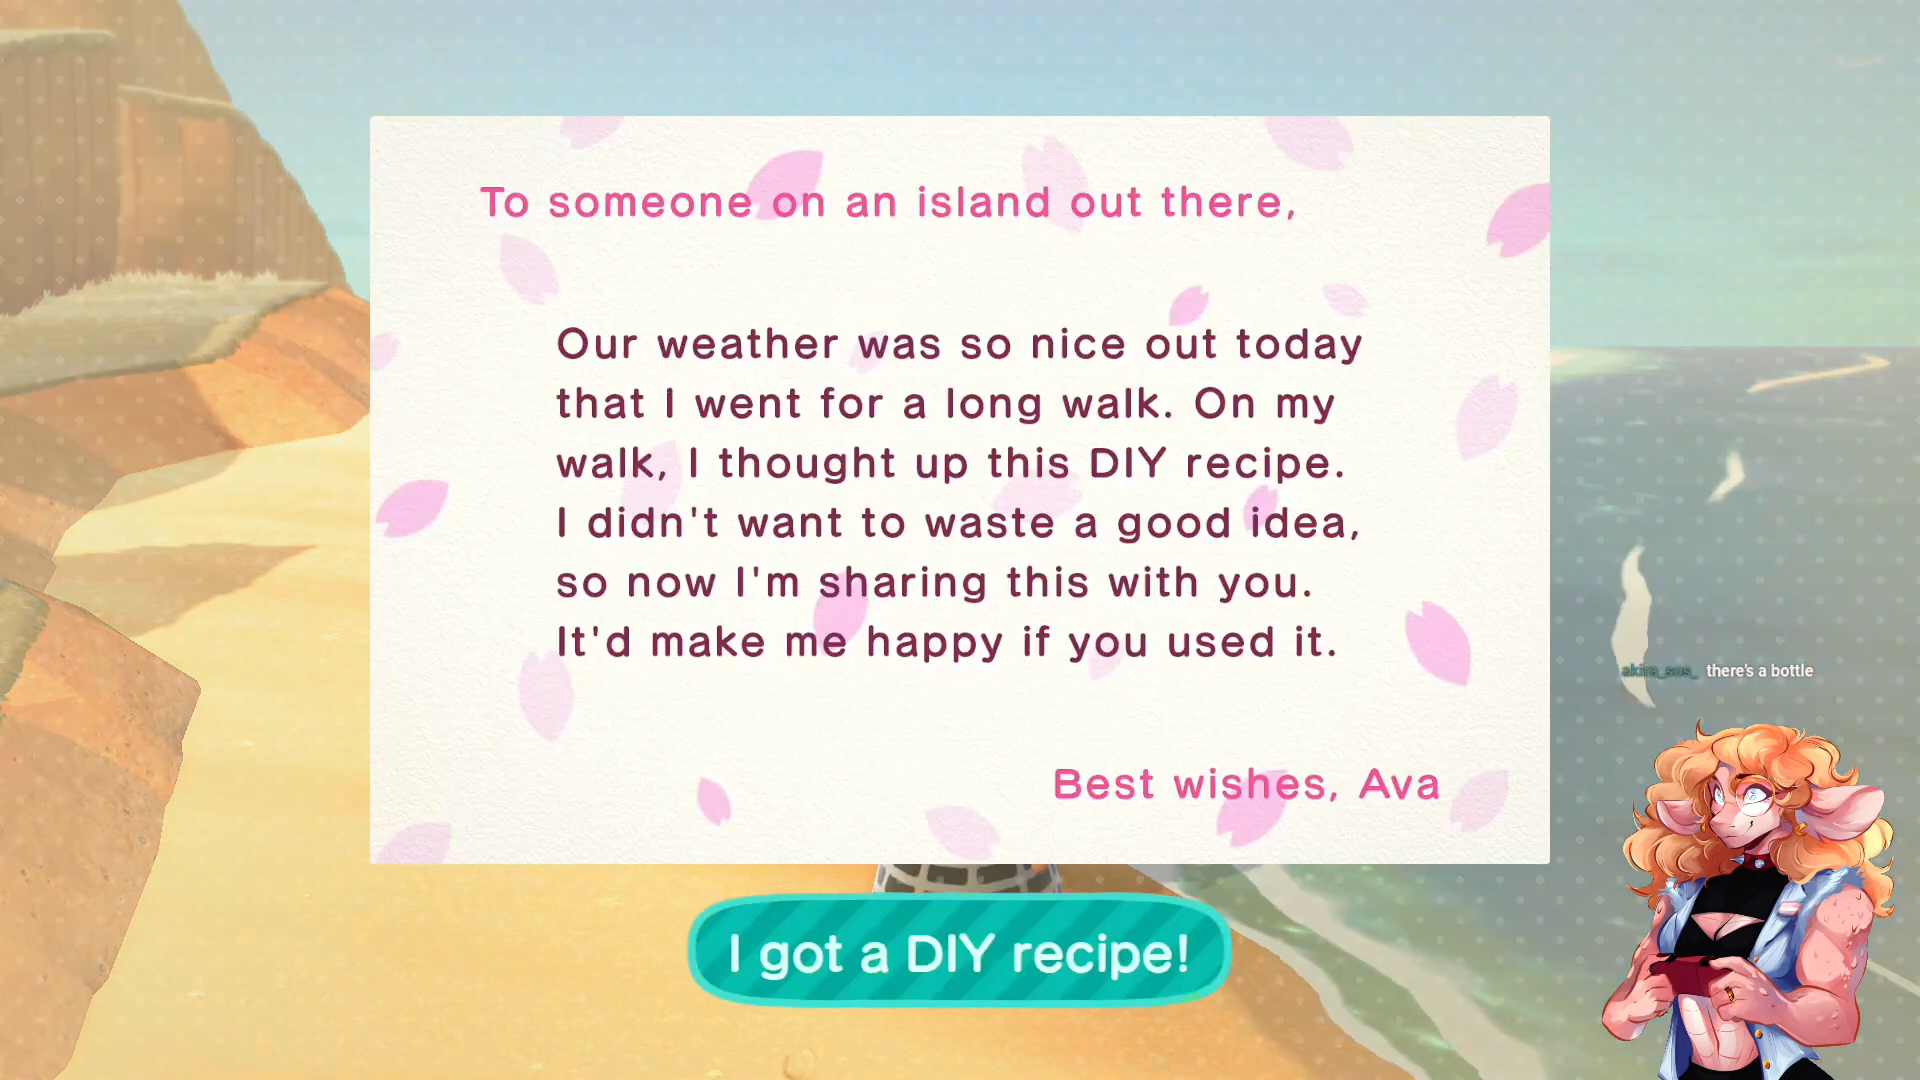 To someone on an island out there,
Our weather was so nice out today
that I went for a long walk. On my
walk, I thought up this DIY recipe.
I didn't want to waste a good idea,
so now I'm sharing this with you.
It'd make me happy if you used it.
Best wishes, Ava
akira_sos_ there's a bottle
I got a DIY recipe!